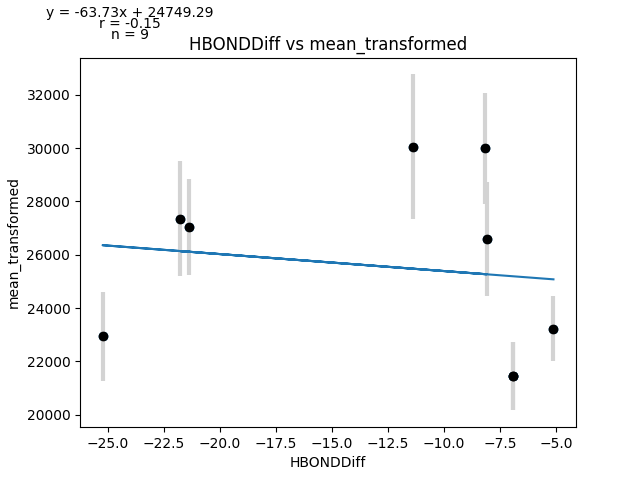 y = -63.73x + 24749.29
r = -0.15
n = 9
HBONDDiff vs mean_transformed
mean_transformed
32000
30000
28000
26000
24000
22000
20000
−25.0 −22.5 −20.0 −17.5 −15.0 −12.5 −10.0 −7.5 −5.0
HBONDDiff